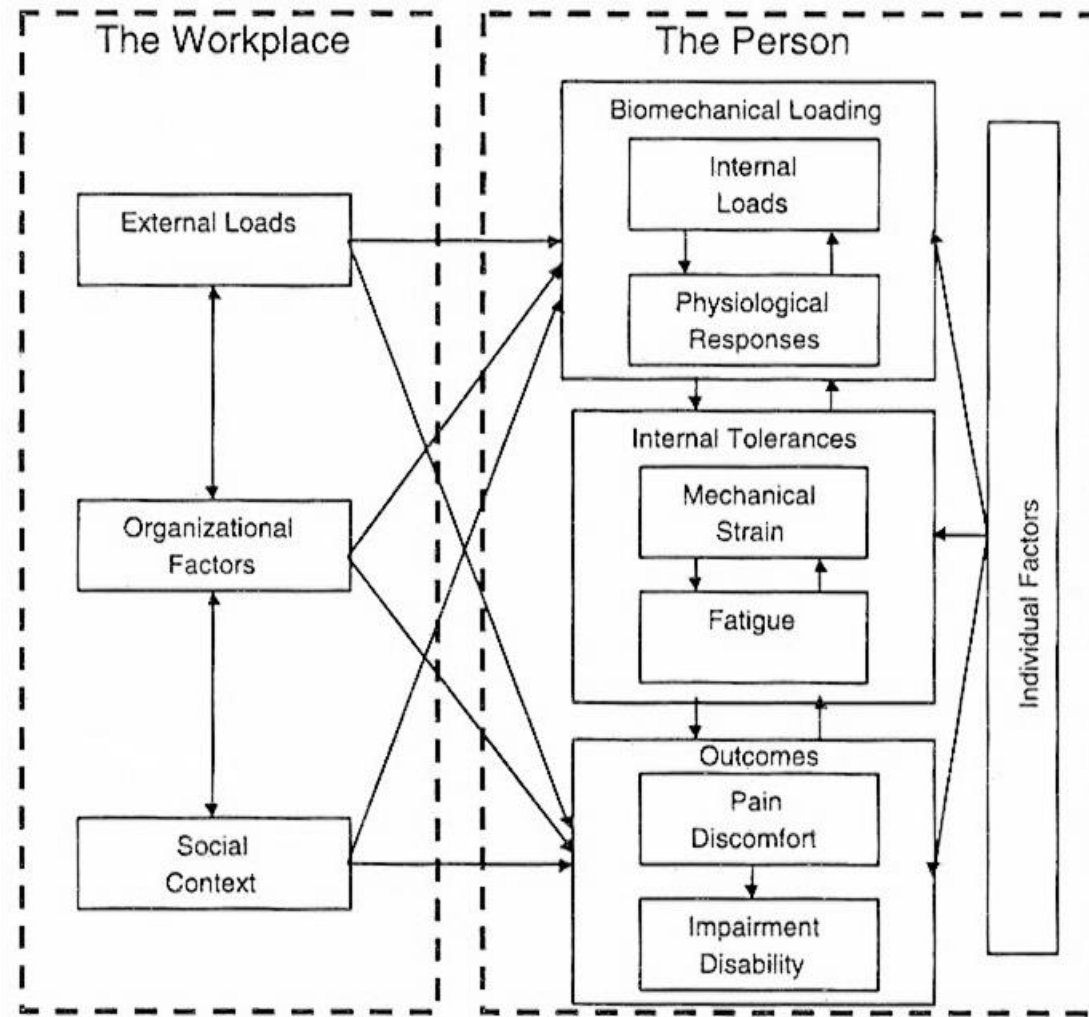 The Workplace
External Loads
Organizational
Factors
Social
Context
The Person
Biomechanical Loading
Internal
Loads
Physiological
Responses
Internal Tolerances
Mechanical
Strain
Fatigue
Outcomes
Pain
Discomfort
Impairment
Disability
Individual Factors